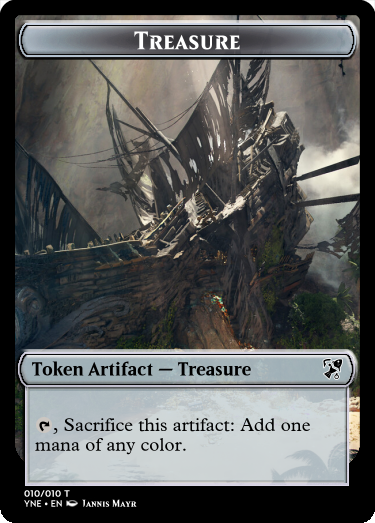 TREASURE
Token Artifact — Treasure
, Sacrifice this artifact: Add one
mana of any color.
010/010 T
YNE • EN JANNIS MAYR